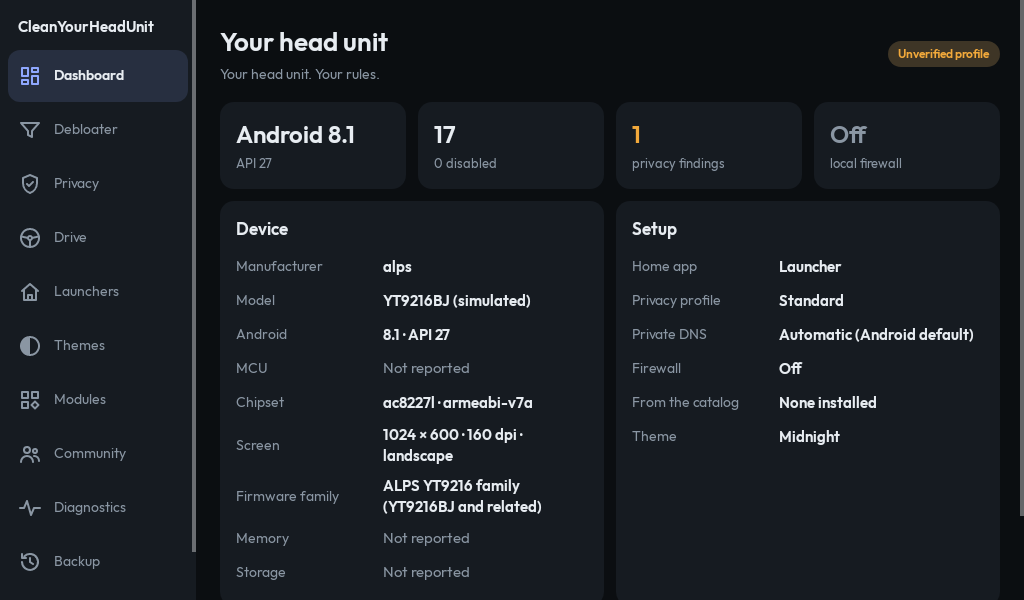 CleanYourHeadUnit
Dashboard
Debloater
Privacy
Drive
Launchers
Themes
Modules
Community
Diagnostics
Backup
Your head unit
Your head unit. Your rules.
Unverified profile
Android 8.1
API 27
17
0 disabled
1
privacy findings
Off
local firewall
Device
Manufacturer alps
Model YT9216BJ (simulated)
Android 8.1 · API 27
MCU Not reported
Chipset ac8227l · armeabi-v7a
Screen 1024 × 600 · 160 dpi ·
landscape
Firmware family ALPS YT9216 family
(YT9216BJ and related)
Memory Not reported
Storage Not reported
Setup
Home app Launcher
Privacy profile Standard
Private DNS Automatic (Android default)
Firewall Off
From the catalog None installed
Theme Midnight